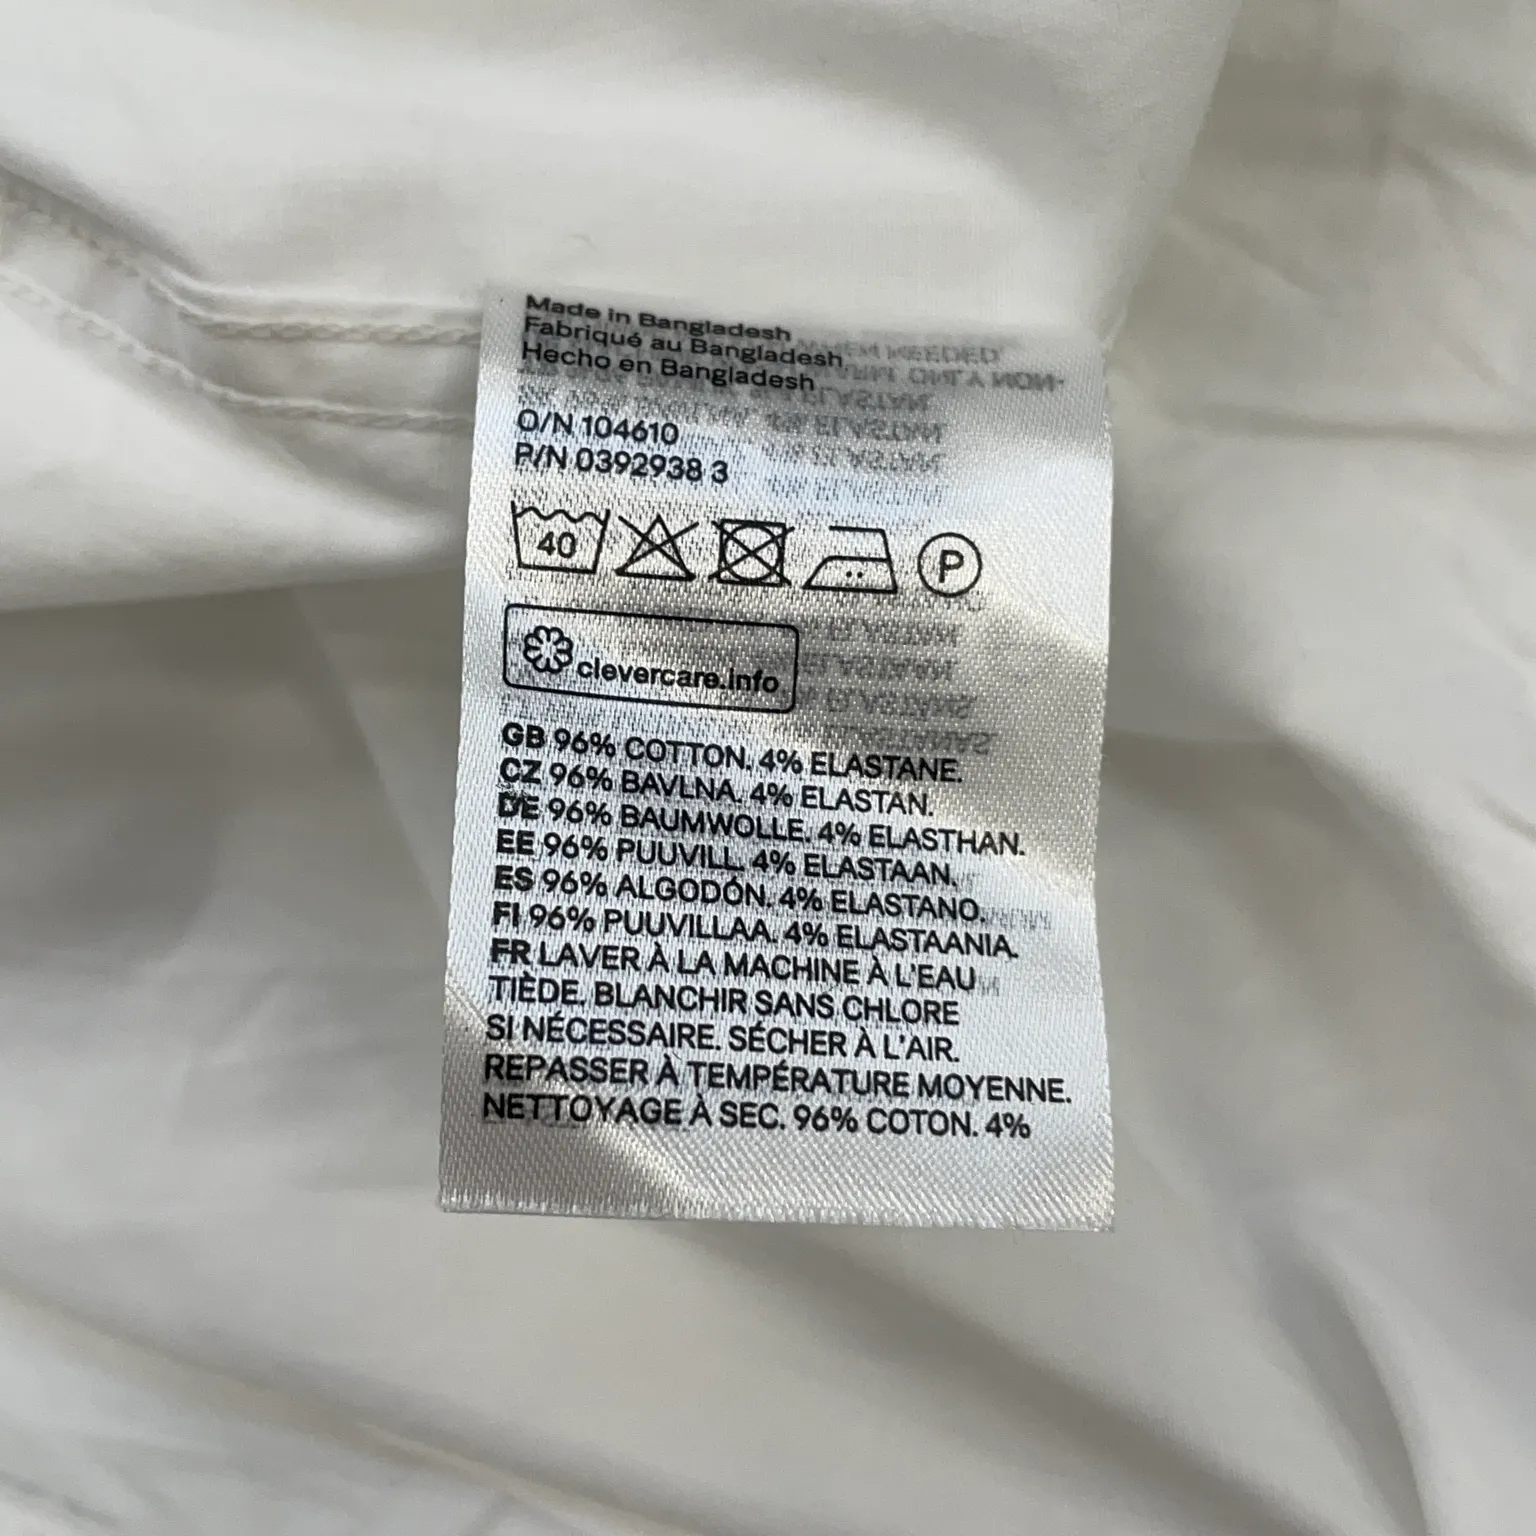 Made in Bangladesh
Fabriqué au Bangladesh
Hecho en Bangladesh
O/N 104610
P/N 0392938 3
40
P
clevercare.info
GB 96% COTTON. 4% ELASTANE.
CZ 96% BAVLNA. 4% ELASTAN.
DE 96% BAUMWOLLE. 4% ELASTHAN.
EE 96% PUUVILL. 4% ELASTAAN.
ES 96% ALGODÓN. 4% ELASTANO.
FI 96% PUUVILLAA. 4% ELASTAANIA.
FR LAVER À LA MACHINE À L'EAU
TIÈDE. BLANCHIR SANS CHLORE
SI NÉCESSAIRE. SÉCHER À L'AIR.
REPASSER À TEMPÉRATURE MOYENNE.
NETTOYAGE À SEC. 96% COTON. 4%